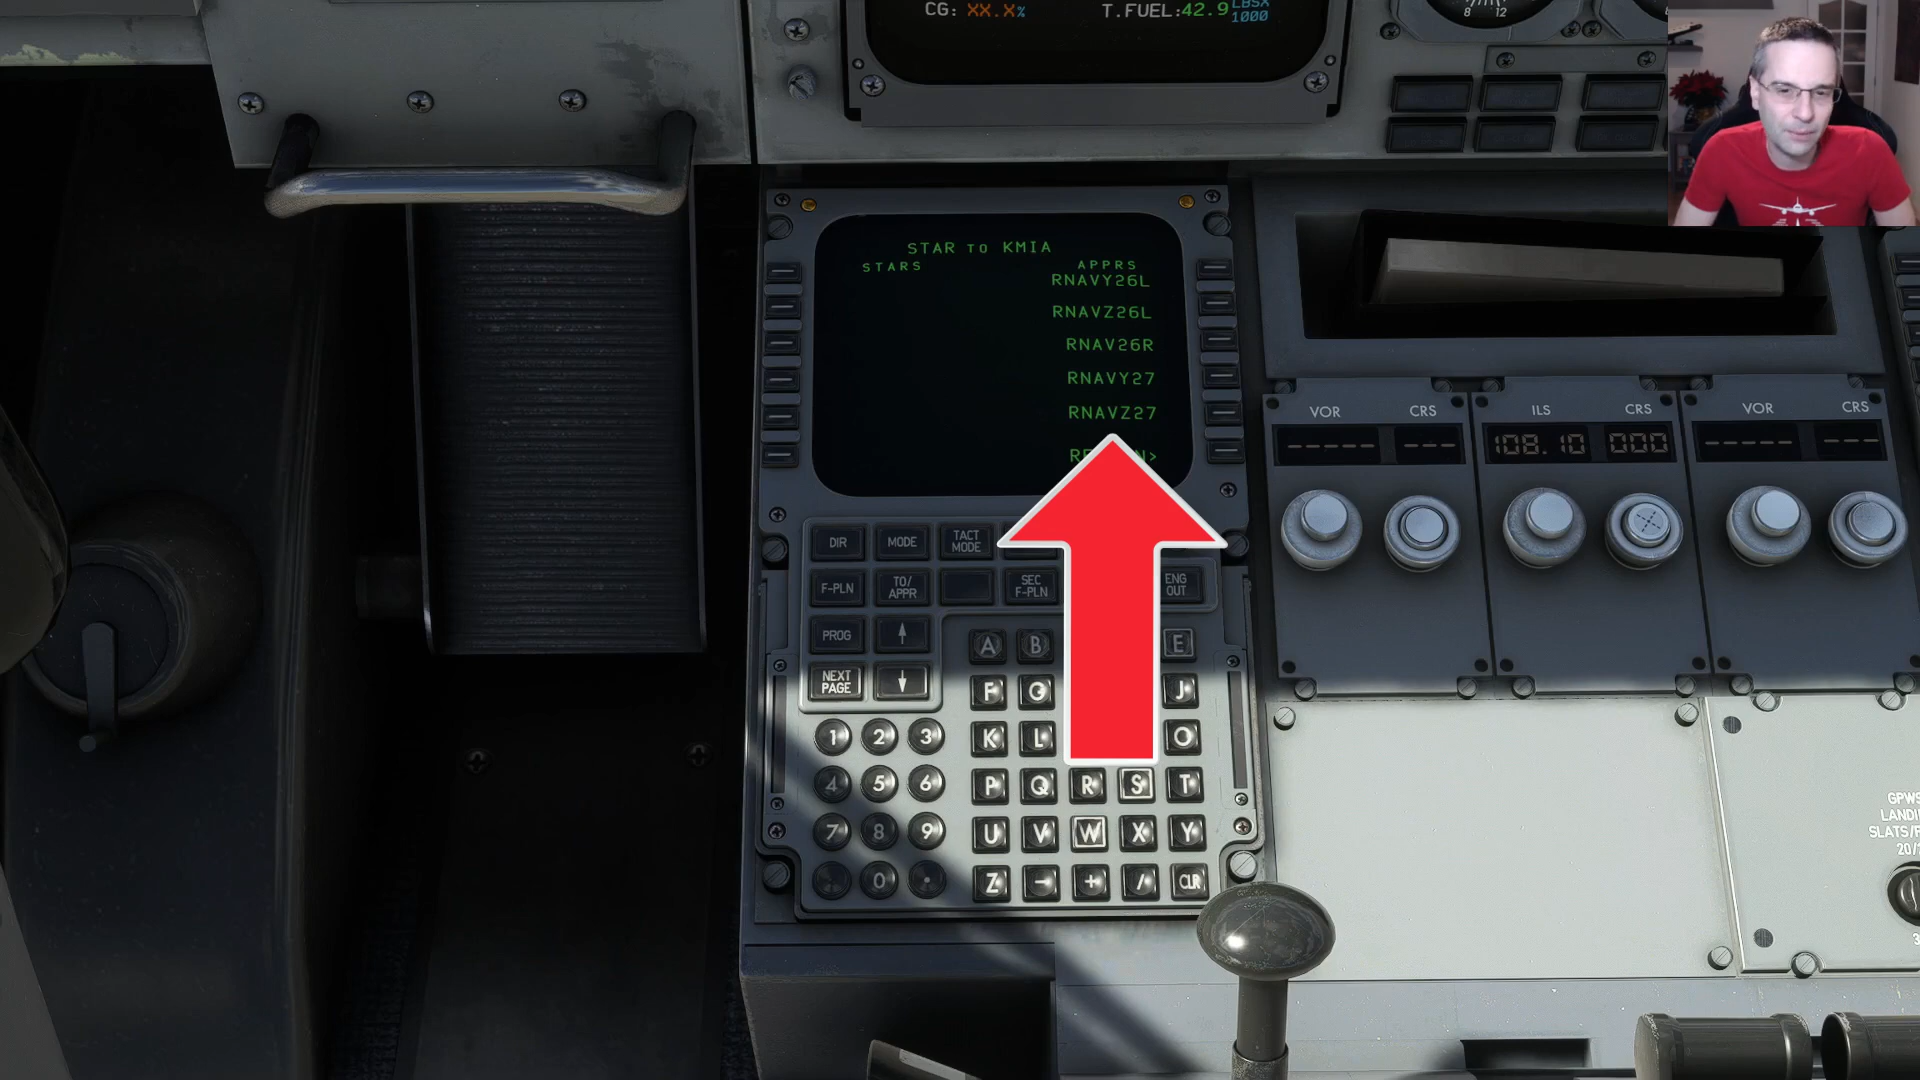 CG: XX.X% T.FUEL:42.9 LBSX 1000
8 12
STAR TO KMIA
STARS APPRS
RNAVY26L
RNAVZ26L
RNAV26R
RNAVY27
RNAVZ27
VOR CRS ILS CRS VOR CRS
----- --- 108.10 000 ----- ---
DIR MODE TACT MODE
F-PLN TO/ APPR SEC F-PLN ENG OUT
PROG ↑
NEXT PAGE ↓
A B E
F G J
1 2 3 K L O
4 5 6 P Q R S T
7 8 9 U V W X Y
0 . Z - + / CLR
GPWS